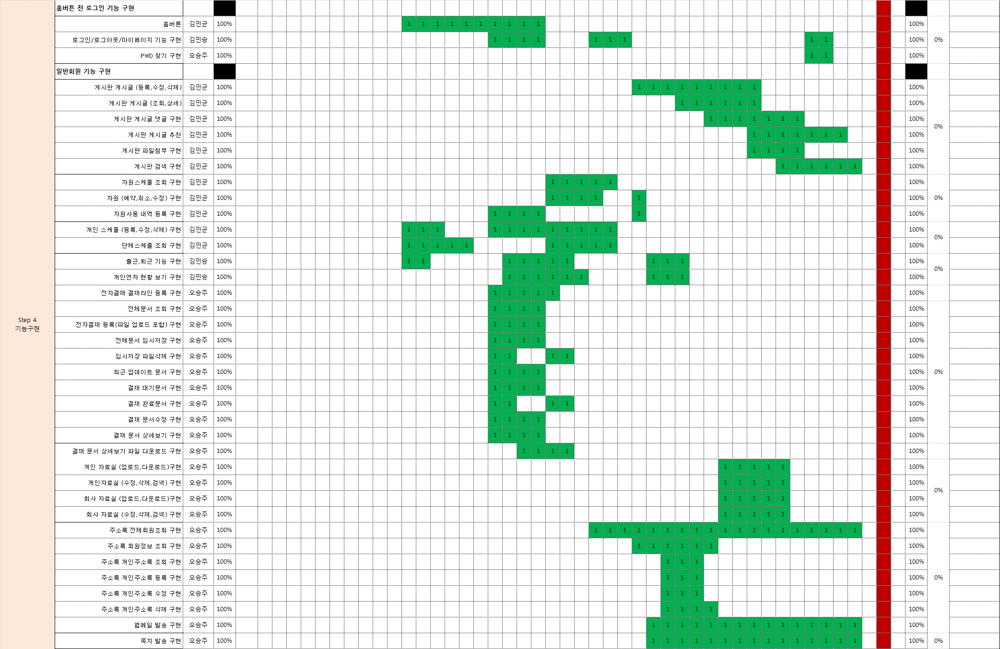 홈버튼 전 로그인 기능 구현
홈버튼 김민균 100% 1 1 1 1 1 1 1 1 1 1 100%
로그인/로그아웃/마이페이지 기능 구현 김민승 100% 1 1 1 1 1 1 1 1 1 100% 0%
PWD 찾기 구현 오승주 100% 1 1 100%
일반회원 기능 구현
게시판 게시글 (등록,수정,삭제) 김민균 100% 1 1 1 1 1 1 1 1 1 100%
게시판 게시글 (조회,상세) 김민균 100% 1 1 1 1 1 1 100%
게시판 게시글 댓글 구현 김민균 100% 1 1 1 1 1 1 1 100%
0%
게시판 게시글 추천 김민균 100% 1 1 1 1 1 1 1 100%
게시판 파일첨부 구현 김민균 100% 1 1 1 1 100%
게시판 검색 구현 김민균 100% 1 1 1 1 1 1 100%
자원스케줄 조회 구현 김민균 100% 1 1 1 1 1 100%
자원 (예약,취소,수정) 구현 김민균 100% 1 1 1 1 1 100% 0%
자원사용 내역 등록 구현 김민균 100% 1 1 1 1 1 100%
개인 스케줄 (등록,수정,삭제) 구현 김민균 100% 1 1 1 1 1 1 1 1 1 1 1 1 100%
0%
단체스케줄 조회 구현 김민균 100% 1 1 1 1 1 1 1 1 1 1 100%
출근,퇴근 기능 구현 김민승 100% 1 1 1 1 1 1 1 1 1 1 100%
0%
개인연차 현황 보기 구현 김민승 100% 1 1 1 1 1 1 1 1 1 100%
전자결재 결재라인 등록 구현 오승주 100% 1 1 1 1 1 100%
전체문서 조회 구현 오승주 100% 1 1 1 1 100%
Step 4
기능구현
전자결재 등록(파일 업로드 포함) 구현 오승주 100% 1 1 1 1 100%
전체문서 임시저장 구현 오승주 100% 1 1 1 1 100%
임시저장 파일삭제 구현 오승주 100% 1 1 1 1 100%
최근 업데이트 문서 구현 오승주 100% 1 1 1 1 100% 0%
결재 대기문서 구현 오승주 100% 1 1 1 1 100%
결재 완료문서 구현 오승주 100% 1 1 1 1 100%
결재 문서수정 구현 오승주 100% 1 1 1 1 100%
결재 문서 상세보기 구현 오승주 100% 1 1 1 1 100%
결재 문서 상세보기 파일 다운로드 구현 오승주 100% 1 1 1 1 100%
개인 자료실 (업로드,다운로드)구현 오승주 100% 1 1 1 1 1 100%
개인자료실 (수정,삭제,검색) 구현 오승주 100% 1 1 1 1 1 100%
0%
회사 자료실 (업로드,다운로드)구현 오승주 100% 1 1 1 1 1 100%
회사 자료실 (수정,삭제,검색) 구현 오승주 100% 1 1 1 1 1 100%
주소록 전체회원조회 구현 오승주 100% 1 1 1 1 1 1 1 1 1 1 1 1 1 1 1 1 1 1 1 100%
주소록 회원정보 조회 구현 오승주 100% 1 1 1 1 1 1 100%
주소록 개인주소록 조회 구현 오승주 100% 1 1 1 100%
주소록 개인주소록 등록 구현 오승주 100% 1 1 1 100% 0%
주소록 개인주소록 수정 구현 오승주 100% 1 1 1 100%
주소록 개인주소록 삭제 구현 오승주 100% 1 1 1 1 100%
웹메일 발송 구현 오승주 100% 1 1 1 1 1 1 1 1 1 1 1 1 1 1 1 100%
쪽지 발송 구현 오승주 100% 1 1 1 1 1 1 1 1 1 1 1 1 1 1 1 100% 0%